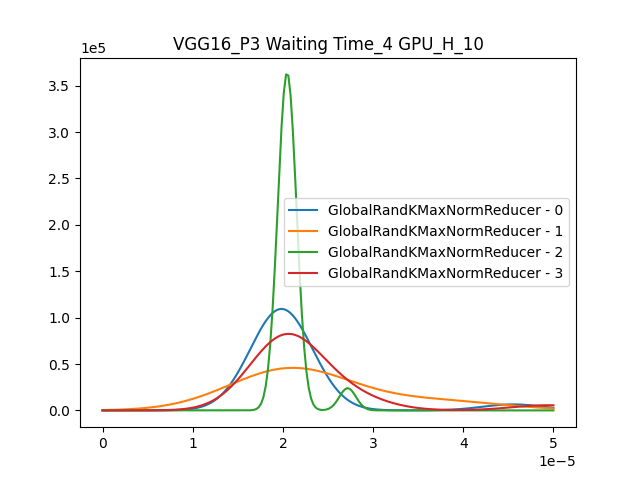 VGG16_P3 Waiting Time_4 GPU_H_10
1e5
3.5
3.0
2.5
2.0
1.5
1.0
0.5
0.0
GlobalRandKMaxNormReducer - 0
GlobalRandKMaxNormReducer - 1
GlobalRandKMaxNormReducer - 2
GlobalRandKMaxNormReducer - 3
0 1 2 3 4 5
1e−5